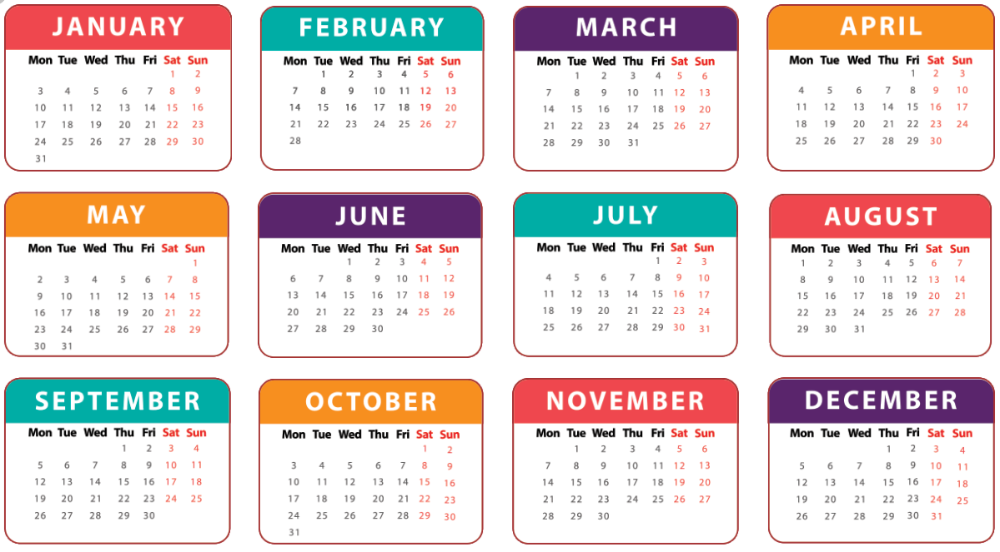 JANUARY
Mon Tue Wed Thu Fri Sat Sun
1 2
3 4 5 6 7 8 9
10 11 12 13 14 15 16
17 18 19 20 21 22 23
24 25 26 27 28 29 30
31
FEBRUARY
Mon Tue Wed Thu Fri Sat Sun
1 2 3 4 5 6
7 8 9 10 11 12 13
14 15 16 17 18 19 20
21 22 23 24 25 26 27
28
MARCH
Mon Tue Wed Thu Fri Sat Sun
1 2 3 4 5 6
7 8 9 10 11 12 13
14 15 16 17 18 19 20
21 22 23 24 25 26 27
28 29 30 31
APRIL
Mon Tue Wed Thu Fri Sat Sun
1 2 3
4 5 6 7 8 9 10
11 12 13 14 15 16 17
18 19 20 21 22 23 24
25 26 27 28 29 30
MAY
Mon Tue Wed Thu Fri Sat Sun
1
2 3 4 5 6 7 8
9 10 11 12 13 14 15
16 17 18 19 20 21 22
23 24 25 26 27 28 29
30 31
JUNE
Mon Tue Wed Thu Fri Sat Sun
1 2 3 4 5
6 7 8 9 10 11 12
13 14 15 16 17 18 19
20 21 22 23 24 25 26
27 28 29 30
JULY
Mon Tue Wed Thu Fri Sat Sun
1 2 3
4 5 6 7 8 9 10
11 12 13 14 15 16 17
18 19 20 21 22 23 24
25 26 27 28 29 30 31
AUGUST
Mon Tue Wed Thu Fri Sat Sun
1 2 3 4 5 6 7
8 9 10 11 12 13 14
15 16 17 18 19 20 21
22 23 24 25 26 27 28
29 30 31
SEPTEMBER
Mon Tue Wed Thu Fri Sat Sun
1 2 3 4
5 6 7 8 9 10 11
12 13 14 15 16 17 18
19 20 21 22 23 24 25
26 27 28 29 30
OCTOBER
Mon Tue Wed Thu Fri Sat Sun
1 2
3 4 5 6 7 8 9
10 11 12 13 14 15 16
17 18 19 20 21 22 23
24 25 26 27 28 29 30
31
NOVEMBER
Mon Tue Wed Thu Fri Sat Sun
1 2 3 4 5 6
7 8 9 10 11 12 13
14 15 16 17 18 19 20
21 22 23 24 25 26 27
28 29 30
DECEMBER
Mon Tue Wed Thu Fri Sat Sun
1 2 3 4
5 6 7 8 9 10 11
12 13 14 15 16 17 18
19 20 21 22 23 24 25
26 27 28 29 30 31